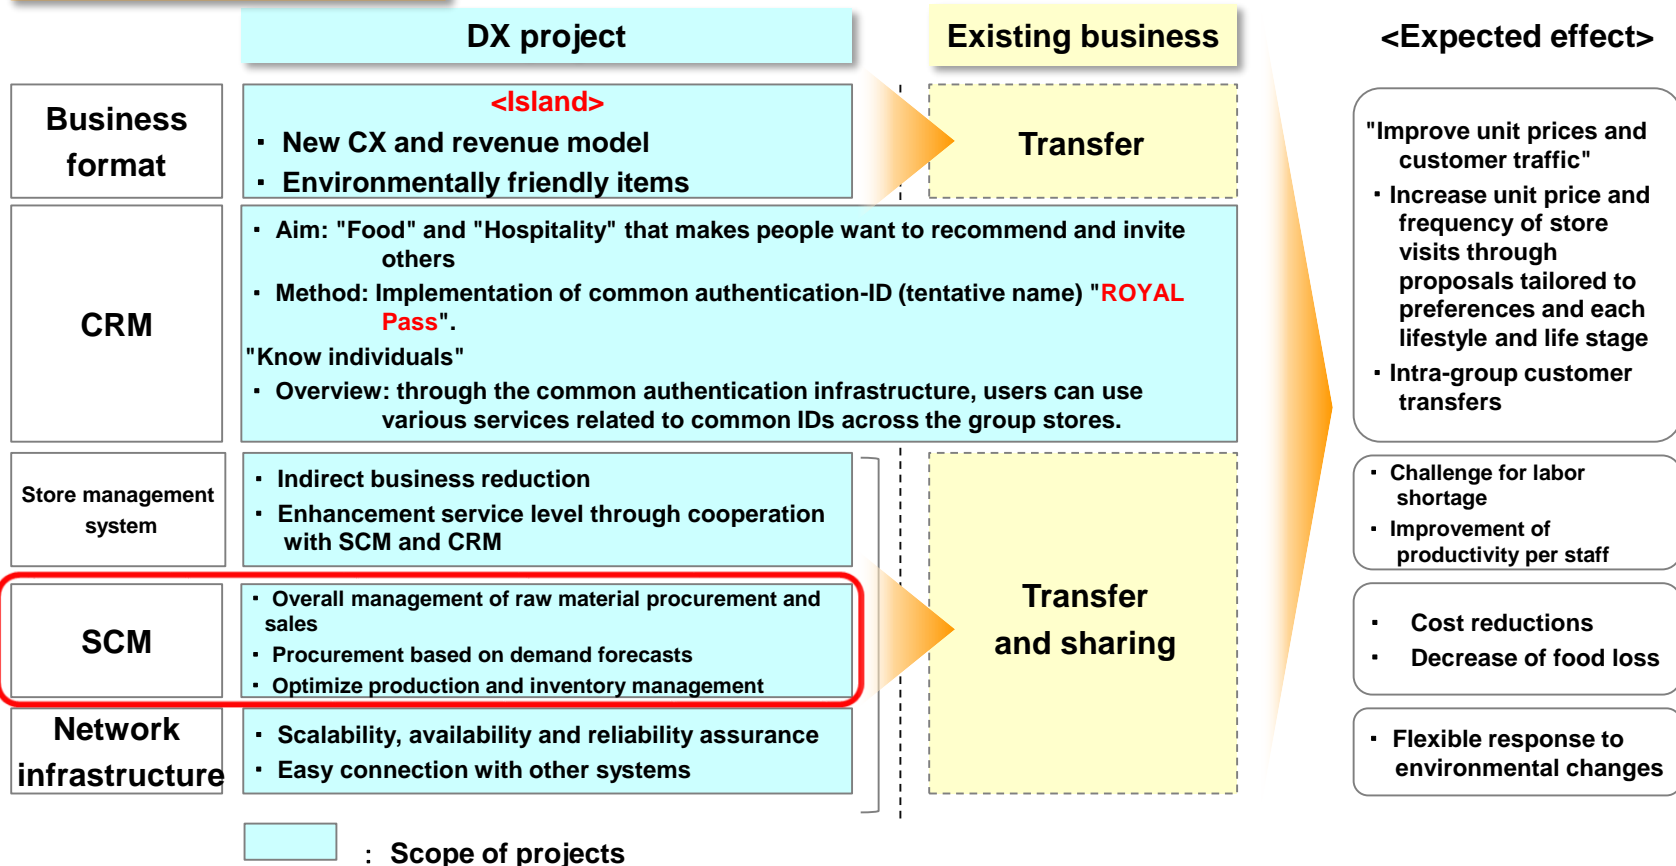 DX project
Existing business
<Expected effect>
Business
format
<Island>
・ New CX and revenue model
・ Environmentally friendly items
Transfer
"Improve unit prices and
customer traffic"
・ Increase unit price and
frequency of store
visits through
proposals tailored to
preferences and each
lifestyle and life stage
・ Intra-group customer
transfers
CRM
・ Aim: "Food" and "Hospitality" that makes people want to recommend and invite
others
・ Method: Implementation of common authentication-ID (tentative name) "ROYAL
Pass".
"Know individuals"
・ Overview: through the common authentication infrastructure, users can use
various services related to common IDs across the group stores.
Store management
system
・ Indirect business reduction
・ Enhancement service level through cooperation
with SCM and CRM
・ Challenge for labor
shortage
・ Improvement of
productivity per staff
SCM
・ Overall management of raw material procurement and
sales
・ Procurement based on demand forecasts
・ Optimize production and inventory management
Transfer
and sharing
・ Cost reductions
・ Decrease of food loss
Network
infrastructure
・ Scalability, availability and reliability assurance
・ Easy connection with other systems
・ Flexible response to
environmental changes
: Scope of projects